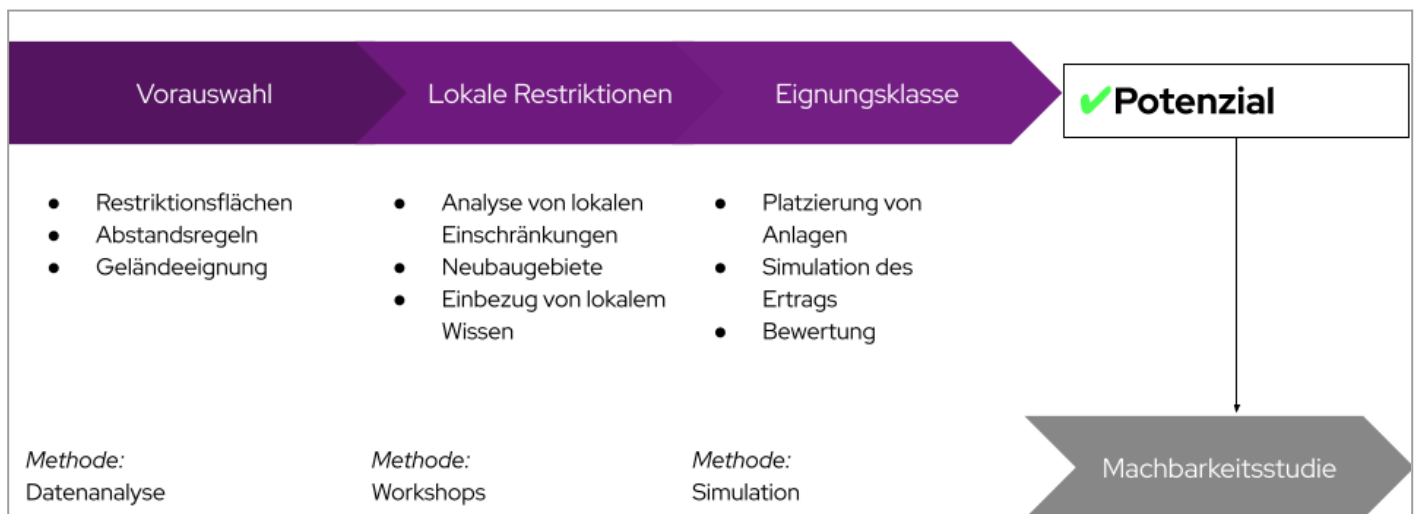 Vorauswahl
Lokale Restriktionen
Eignungsklasse
✔Potenzial
● Restriktionsflächen
● Abstandsregeln
● Geländeeignung
● Analyse von lokalen
Einschränkungen
● Neubaugebiete
● Einbezug von lokalem
Wissen
● Platzierung von
Anlagen
● Simulation des
Ertrags
● Bewertung
Methode:
Datenanalyse
Methode:
Workshops
Methode:
Simulation
Machbarkeitsstudie